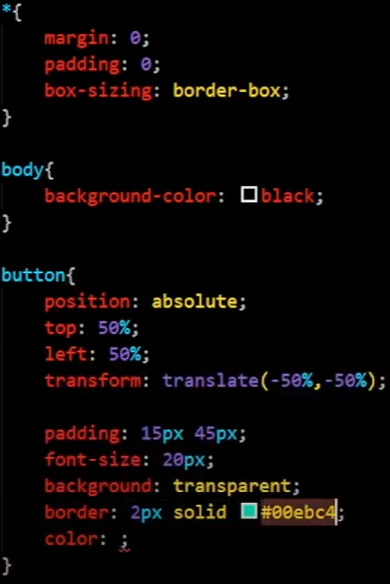 *{
    margin: 0;
    padding: 0;
    box-sizing: border-box;
}

body{
    background-color: black;
}

button{
    position: absolute;
    top: 50%;
    left: 50%;
    transform: translate(-50%,-50%);

    padding: 15px 45px;
    font-size: 20px;
    background: transparent;
    border: 2px solid #00ebc4;
    color: ;
}